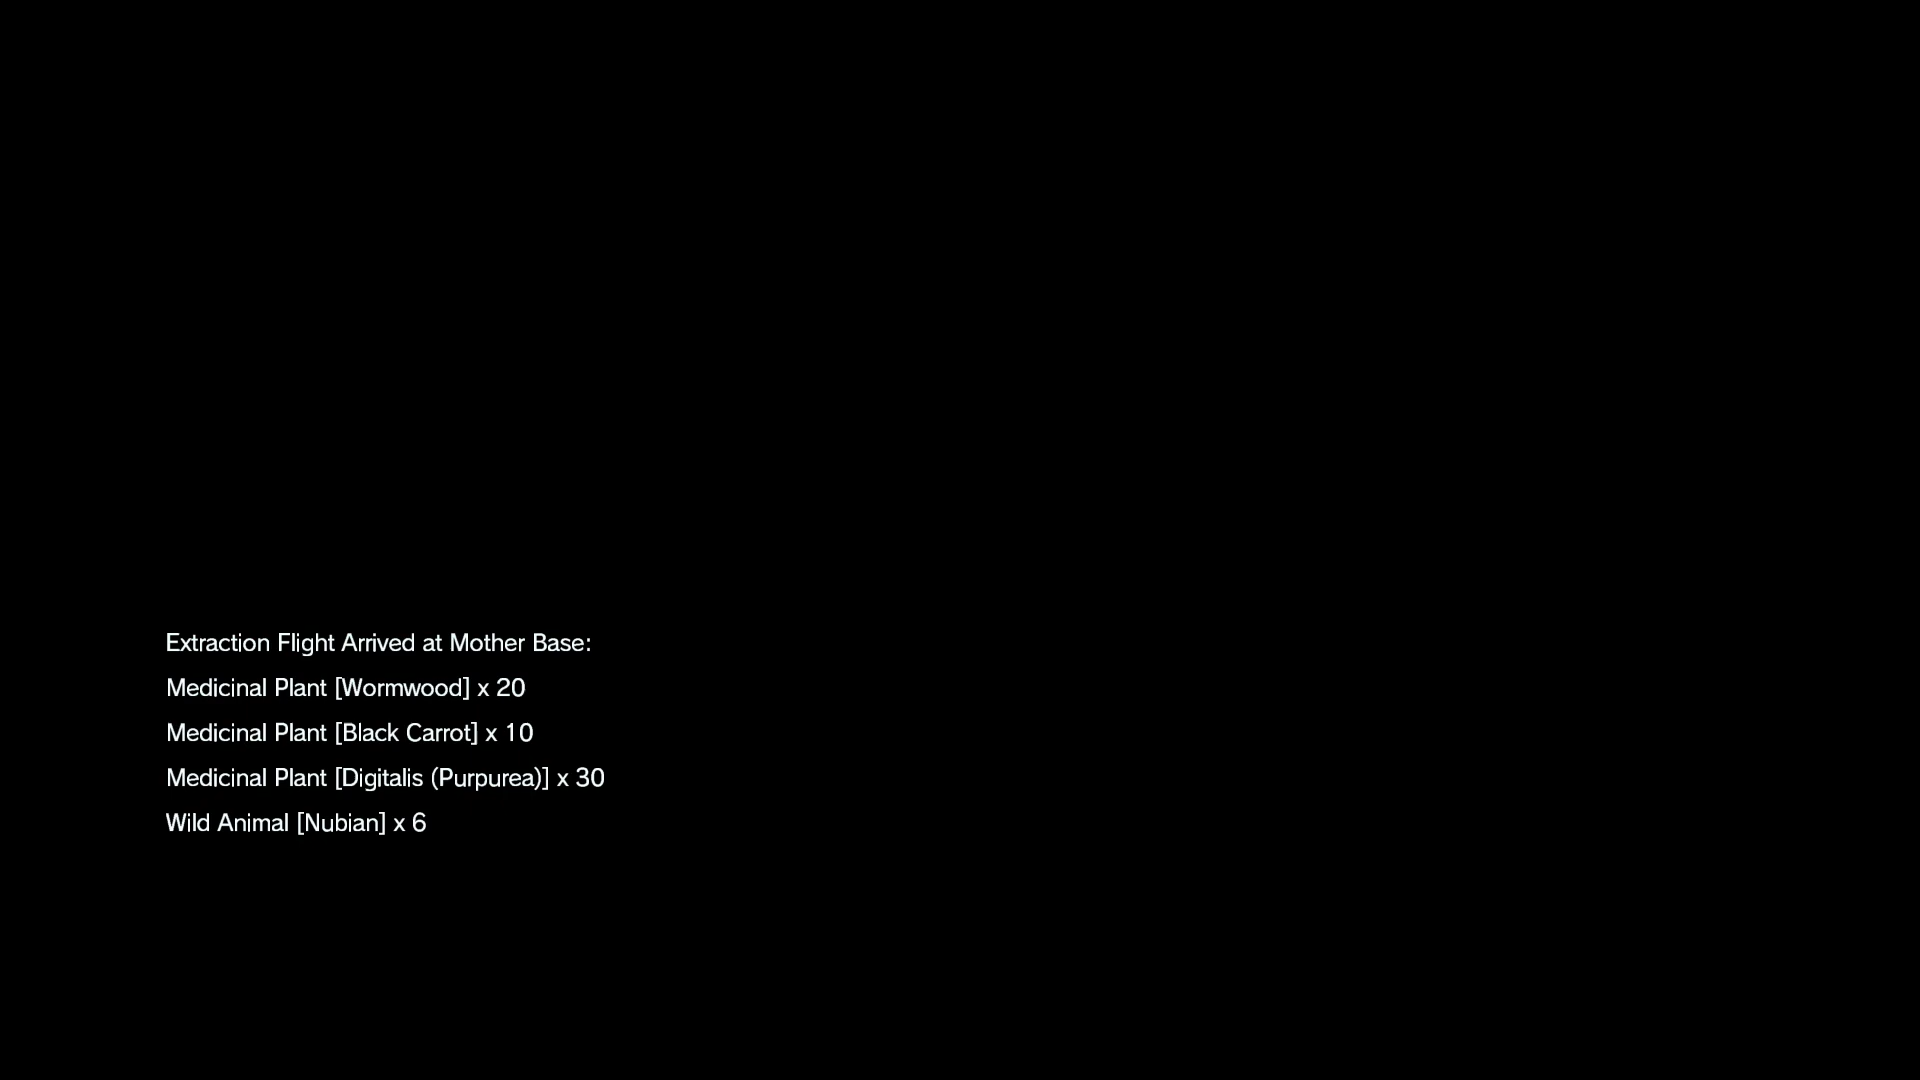 Extraction Flight Arrived at Mother Base:
Medicinal Plant [Wormwood] x 20
Medicinal Plant [Black Carrot] x 10
Medicinal Plant [Digitalis (Purpurea)] x 30
Wild Animal [Nubian] x 6